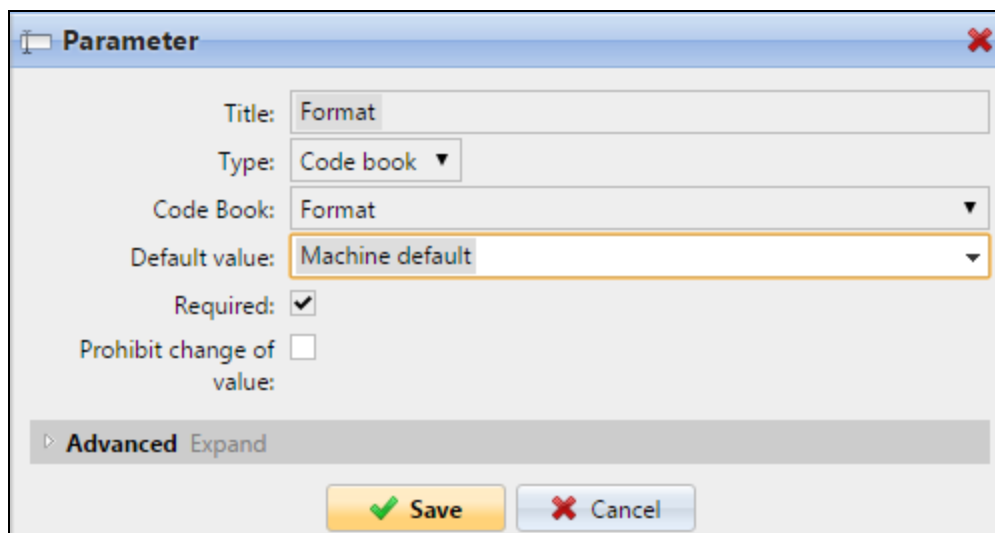 Parameter
Title: Format
Type: Code book
Code Book: Format
Default value: Machine default
Required:
Prohibit change of
value:
Advanced Expand
Save Cancel